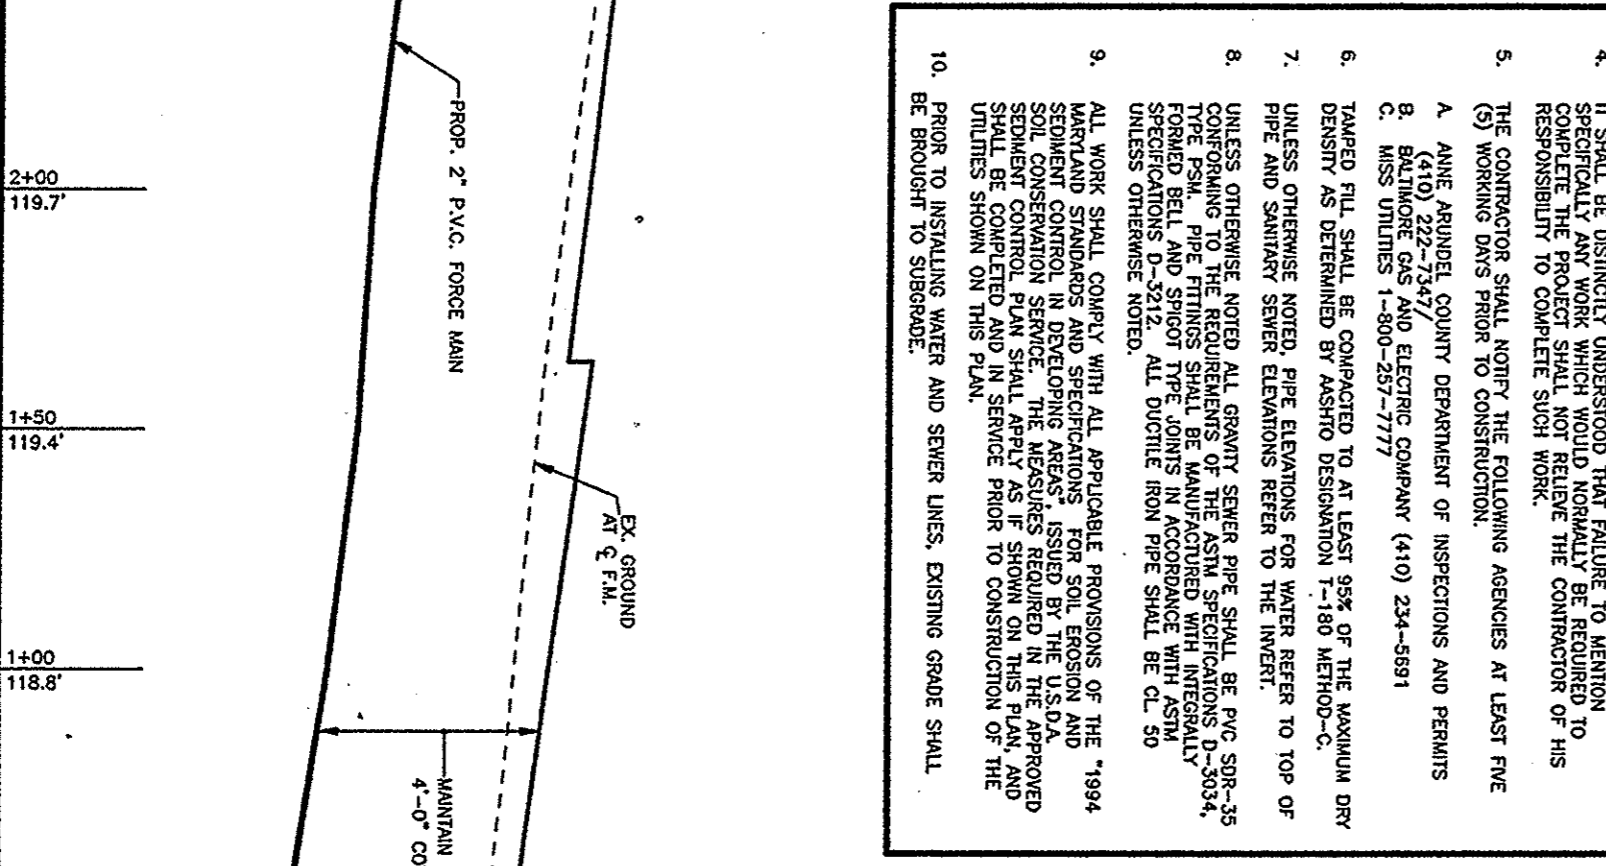 4. IT SHALL BE DISTINCTLY UNDERSTOOD THAT FAILURE TO MENTION
SPECIFICALLY ANY WORK WHICH WOULD NORMALLY BE REQUIRED TO
COMPLETE THE PROJECT SHALL NOT RELIEVE THE CONTRACTOR OF HIS
RESPONSIBILITY TO COMPLETE SUCH WORK.
5. THE CONTRACTOR SHALL NOTIFY THE FOLLOWING AGENCIES AT LEAST FIVE
(5) WORKING DAYS PRIOR TO CONSTRUCTION.
A. ANNE ARUNDEL COUNTY DEPARTMENT OF INSPECTIONS AND PERMITS
(410) 222-7347/
B. BALTIMORE GAS AND ELECTRIC COMPANY (410) 234-5691
C. MISS UTILITIES 1-800-257-7777
6. TAMPED FILL SHALL BE COMPACTED TO AT LEAST 95% OF THE MAXIMUM DRY
DENSITY AS DETERMINED BY AASHTO DESIGNATION T-180 METHOD-C.
7. UNLESS OTHERWISE NOTED, PIPE ELEVATIONS FOR WATER REFER TO TOP OF
PIPE AND SANITARY SEWER ELEVATIONS REFER TO THE INVERT.
8. UNLESS OTHERWISE NOTED ALL GRAVITY SEWER PIPE SHALL BE PVC SDR-35
CONFORMING TO THE REQUIREMENTS OF THE ASTM SPECIFICATIONS D-3034,
TYPE PSM. PIPE FITTINGS SHALL BE MANUFACTURED WITH INTEGRALLY
FORMED BELL AND SPIGOT TYPE JOINTS IN ACCORDANCE WITH ASTM
SPECIFICATIONS D-3212. ALL DUCTILE IRON PIPE SHALL BE CL. 50
UNLESS OTHERWISE NOTED.
9. ALL WORK SHALL COMPLY WITH ALL APPLICABLE PROVISIONS OF THE "1994
MARYLAND STANDARDS AND SPECIFICATIONS FOR SOIL EROSION AND
SEDIMENT CONTROL IN DEVELOPING AREAS", ISSUED BY THE U.S.D.A.
SOIL CONSERVATION SERVICE. THE MEASURES REQUIRED IN THE APPROVED
SEDIMENT CONTROL PLAN SHALL APPLY AS IF SHOWN ON THIS PLAN, AND
SHALL BE COMPLETED AND IN SERVICE PRIOR TO CONSTRUCTION OF THE
UTILITIES SHOWN ON THIS PLAN.
10. PRIOR TO INSTALLING WATER AND SEWER LINES, EXISTING GRADE SHALL
BE BROUGHT TO SUBGRADE.
EX. GROUND
AT ℄ F.M.
PROP. 2" P.V.C. FORCE MAIN
MAINTAIN
4'-0" CO
2+00
119.7'
1+50
119.4'
1+00
118.8'